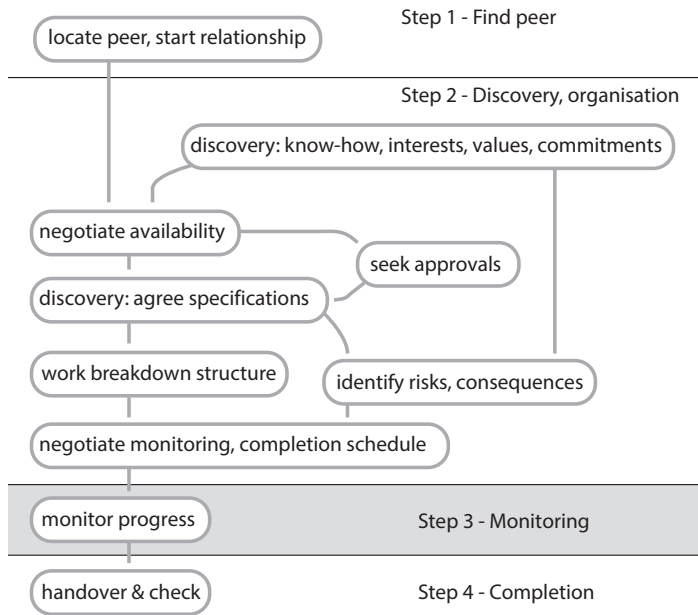 Step 1 - Find peer
locate peer, start relationship
Step 2 - Discovery, organisation
discovery: know-how, interests, values, commitments
negotiate availability
seek approvals
discovery: agree specifications
work breakdown structure
identify risks, consequences
negotiate monitoring, completion schedule
monitor progress
Step 3 - Monitoring
handover & check
Step 4 - Completion